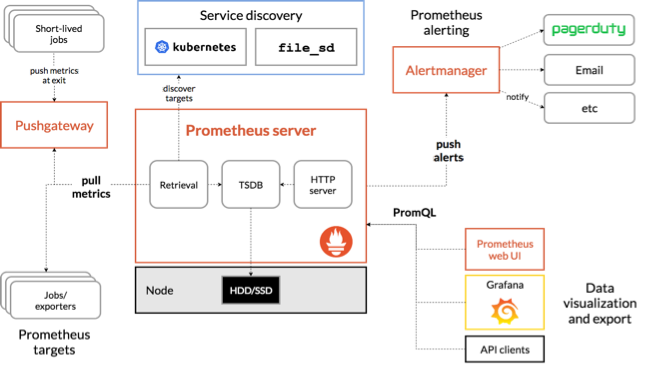 Short-lived
jobs
push metrics
at exit
Pushgateway
pull
metrics
Jobs/
exporters
Prometheus
targets
Service discovery
kubernetes
file_sd
discover
targets
Prometheus server
Retrieval
TSDB
HTTP
server
Node
HDD/SSD
Prometheus
alerting
Alertmanager
pagerduty
Email
notify
etc
push
alerts
PromQL
Prometheus
web UI
Grafana
API clients
Data
visualization
and export